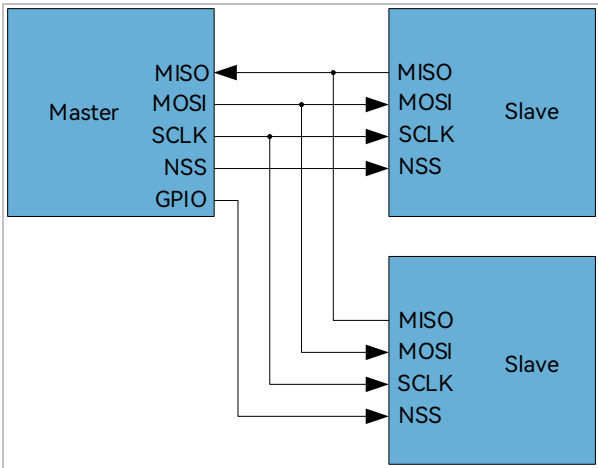 Master
MISO
MOSI
SCLK
NSS
GPIO
MISO
MOSI
SCLK
NSS
Slave
MISO
MOSI
SCLK
NSS
Slave